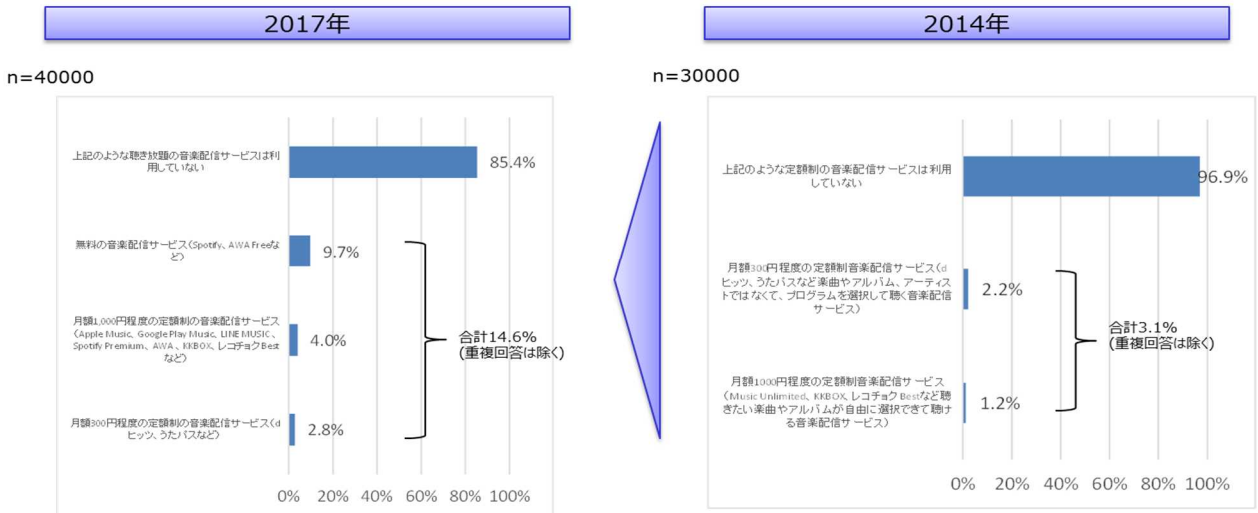 2017年
n=40000
上記のような聴き放題の音楽配信サービスは利
用していない
85.4%
無料の音楽配信サービス(Spotify、AWA Freeな
ど)
9.7%
月額1,000円程度の定額制の音楽配信サービス
(Apple Music、Google Play Music、LINE MUSIC、
Spotify Premium、AWA、KKBOX、レコチョクBest
など)
4.0%
月額300円程度の定額制の音楽配信サービス(d
ヒッツ、うたパスなど)
2.8%
合計14.6%
(重複回答は除く)
0% 20% 40% 60% 80% 100%
2014年
n=30000
上記のような定額制の音楽配信サービスは利用
していない
96.9%
月額300円程度の定額制音楽配信サービス(d
ヒッツ、うたパスなど楽曲やアルバム、アーティス
トではなくて、プログラムを選択して聴く音楽配信
サービス)
2.2%
月額1000円程度の定額制音楽配信サービス
(Music Unlimited、KKBOX、レコチョクBestなど聴
きたい楽曲やアルバムが自由に選択できて聴け
る音楽配信サービス)
1.2%
合計3.1%
(重複回答は除く)
0% 20% 40% 60% 80% 100%